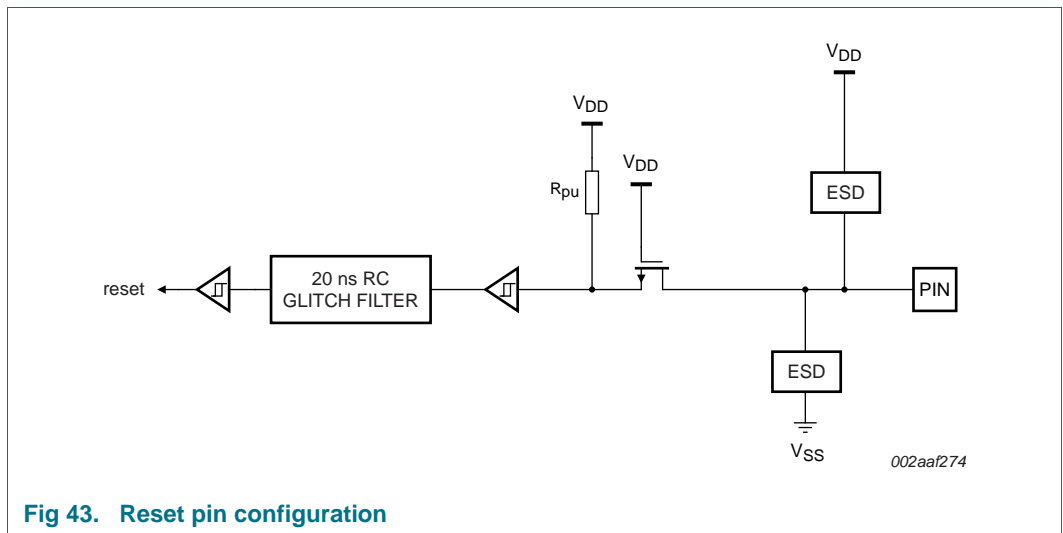 VDD
VDD
VDD
Rpu
ESD
reset
20 ns RC
GLITCH FILTER
PIN
ESD
VSS
002aaf274
Fig 43. Reset pin configuration